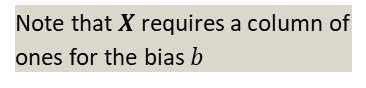 Note that X requires a column of
ones for the bias b